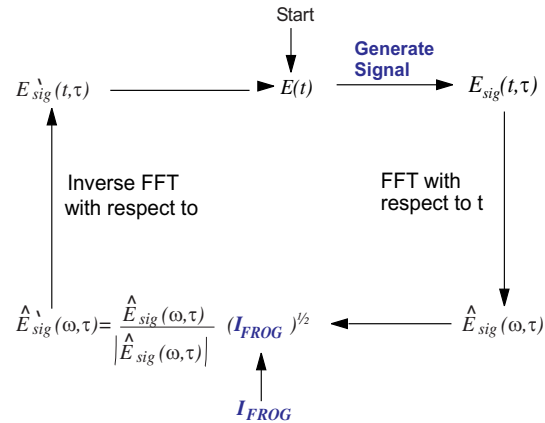 Start
Generate
Signal
E`sig(t,τ)
E(t)
Esig(t,τ)
Inverse FFT
with respect to
FFT with
respect to t
Ê`sig(ω,τ)= Êsig(ω,τ) / |Êsig(ω,τ)| (IFROG)½
Êsig(ω,τ)
IFROG